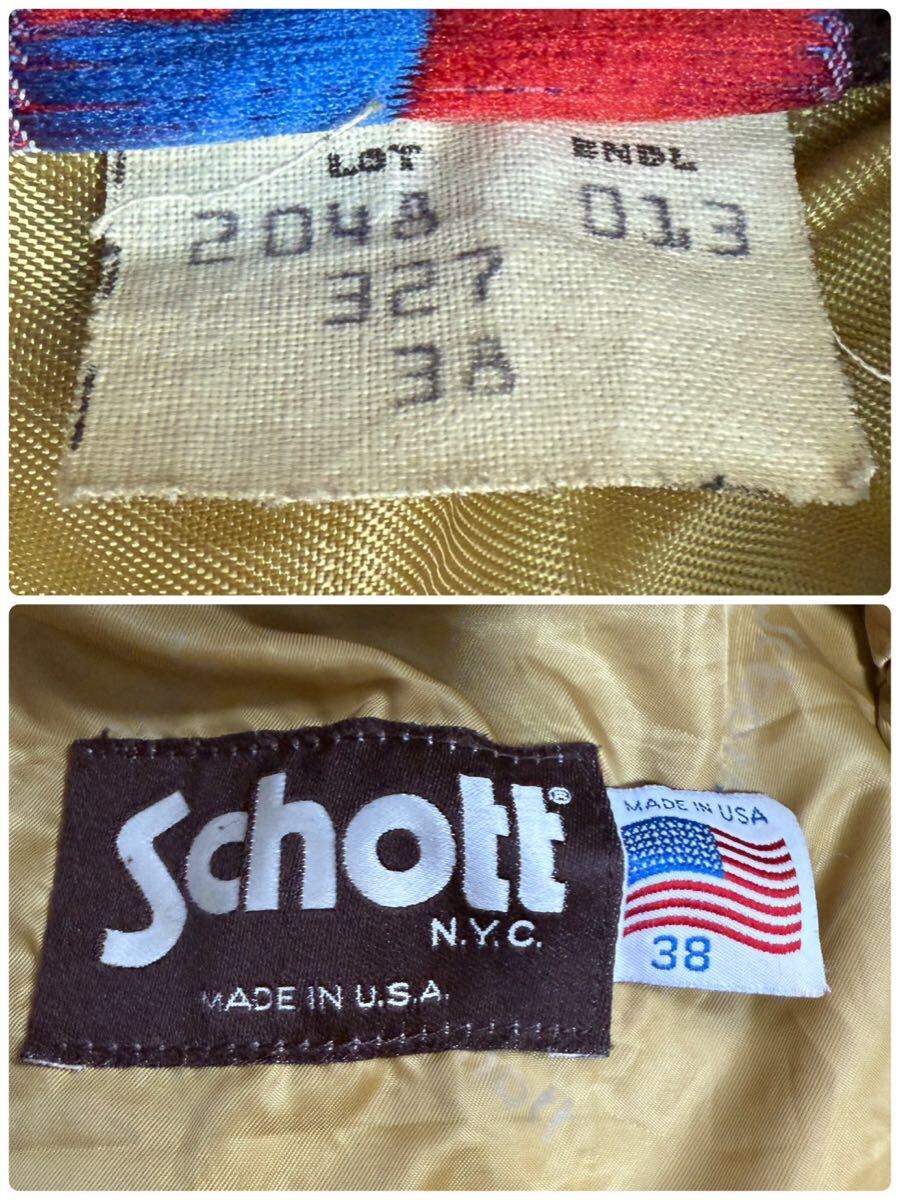 LOT ENDL
2048 013
327
38
Schott®
N.Y.C.
MADE IN U.S.A.
MADE IN USA
38